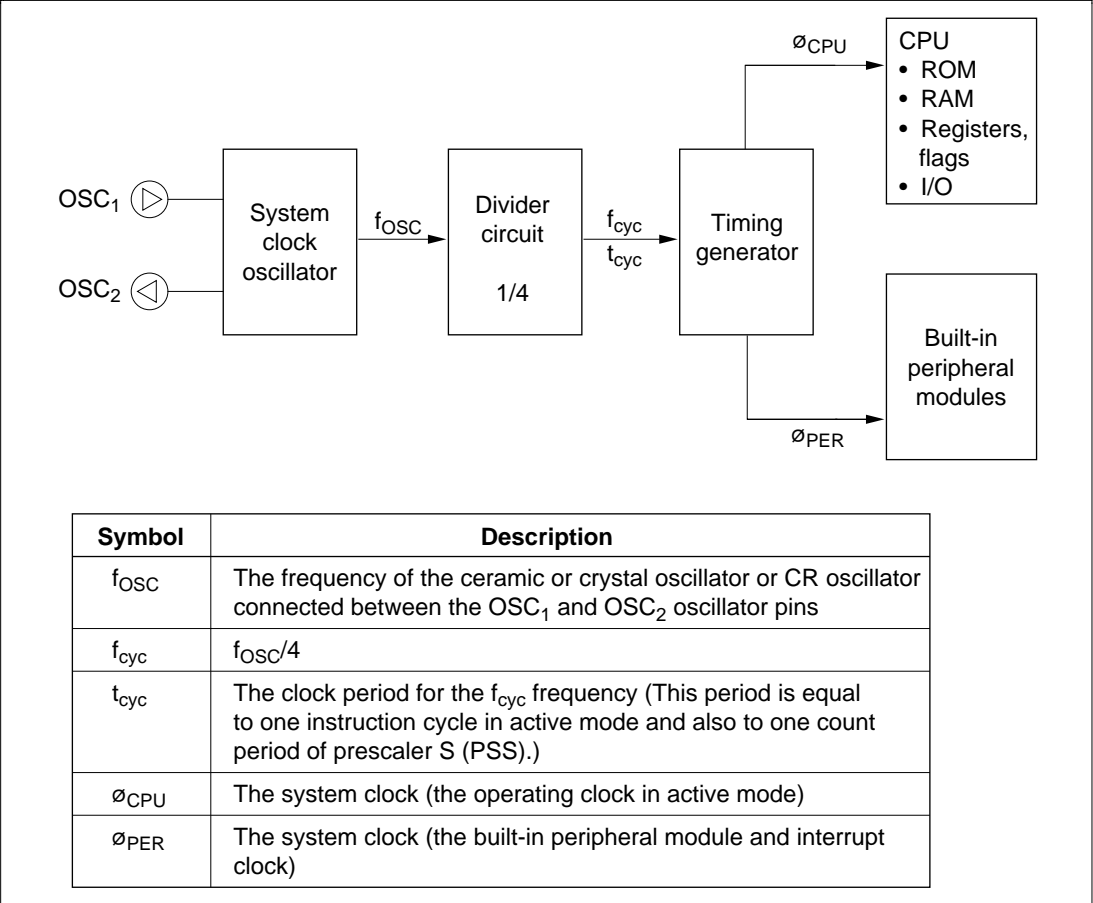 øCPU
CPU
• ROM
• RAM
• Registers,
flags
• I/O
OSC1
OSC2
System
clock
oscillator
fOSC
Divider
circuit
1/4
fcyc
tcyc
Timing
generator
øPER
Built-in
peripheral
modules
Symbol Description
fOSC The frequency of the ceramic or crystal oscillator or CR oscillator
connected between the OSC1 and OSC2 oscillator pins
fcyc fOSC/4
tcyc The clock period for the fcyc frequency (This period is equal
to one instruction cycle in active mode and also to one count
period of prescaler S (PSS).)
øCPU The system clock (the operating clock in active mode)
øPER The system clock (the built-in peripheral module and interrupt
clock)